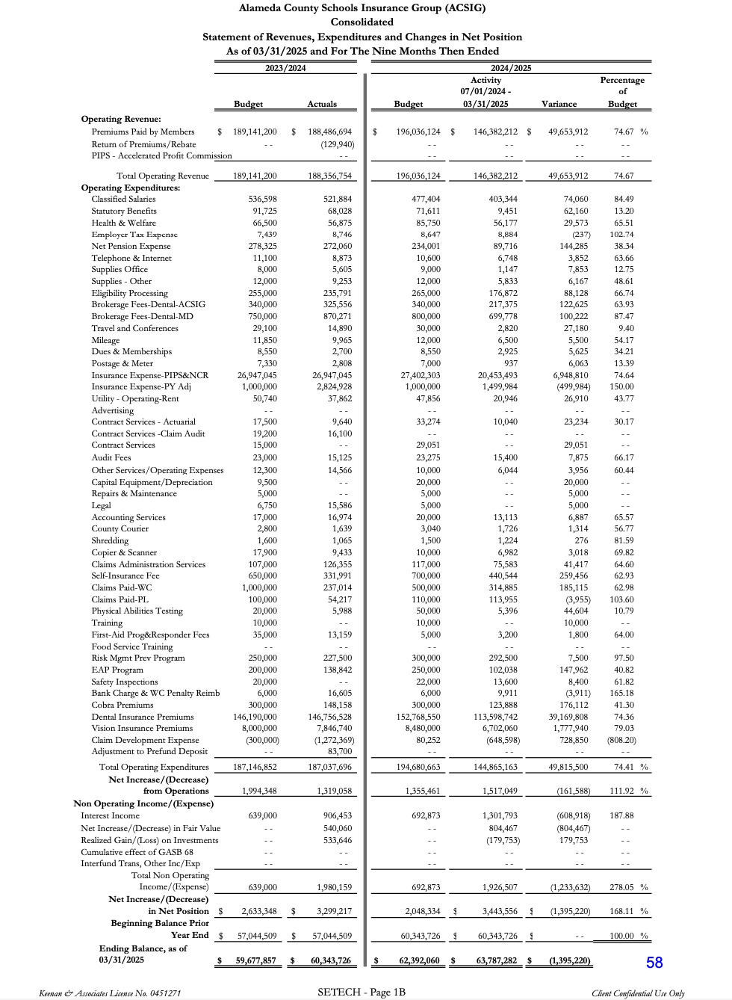 Alameda County Schools Insurance Group (ACSIG)
Consolidated
Statement of Revenues, Expenditures and Changes in Net Position
As of 03/31/2025 and For The Nine Months Then Ended
2023/2024 2024/2025
Activity Percentage
07/01/2024 - of
Budget Actuals Budget 03/31/2025 Variance Budget
Operating Revenue:
Premiums Paid by Members $ 189,141,200 $ 188,486,694 $ 196,036,124 $ 146,382,212 $ 49,653,912 74.67 %
Return of Premiums/Rebate - - (129,940) - - - - - - - -
PIPS - Accelerated Profit Commission - - - - - - - - - -
Total Operating Revenue 189,141,200 188,356,754 196,036,124 146,382,212 49,653,912 74.67
Operating Expenditures:
Classified Salaries 536,598 521,884 477,404 403,344 74,060 84.49
Statutory Benefits 91,725 68,028 71,611 9,451 62,160 13.20
Health & Welfare 66,500 56,875 85,750 56,177 29,573 65.51
Employer Tax Expense 7,439 8,746 8,647 8,884 (237) 102.74
Net Pension Expense 278,325 272,060 234,001 89,716 144,285 38.34
Telephone & Internet 11,100 8,873 10,600 6,748 3,852 63.66
Supplies Office 8,000 5,605 9,000 1,147 7,853 12.75
Supplies - Other 12,000 9,253 12,000 5,833 6,167 48.61
Eligibility Processing 255,000 235,791 265,000 176,872 88,128 66.74
Brokerage Fees-Dental-ACSIG 340,000 325,556 340,000 217,375 122,625 63.93
Brokerage Fees-Dental-MD 750,000 870,271 800,000 699,778 100,222 87.47
Travel and Conferences 29,100 14,890 30,000 2,820 27,180 9.40
Mileage 11,850 9,965 12,000 6,500 5,500 54.17
Dues & Memberships 8,550 2,700 8,550 2,925 5,625 34.21
Postage & Meter 7,330 2,808 7,000 937 6,063 13.39
Insurance Expense-PIPS&NCR 26,947,045 26,947,045 27,402,303 20,453,493 6,948,810 74.64
Insurance Expense-PY Adj 1,000,000 2,824,928 1,000,000 1,499,984 (499,984) 150.00
Utility - Operating-Rent 50,740 37,862 47,856 20,946 26,910 43.77
Advertising - - - - - - - - - - - -
Contract Services - Actuarial 17,500 9,640 33,274 10,040 23,234 30.17
Contract Services -Claim Audit 19,200 16,100 - - - - - - - -
Contract Services 15,000 - - 29,051 - - 29,051 - -
Audit Fees 23,000 15,125 23,275 15,400 7,875 66.17
Other Services/Operating Expenses 12,300 14,566 10,000 6,044 3,956 60.44
Capital Equipment/Depreciation 9,500 - - 20,000 - - 20,000 - -
Repairs & Maintenance 5,000 - - 5,000 - - 5,000 - -
Legal 6,750 15,586 5,000 - - 5,000 - -
Accounting Services 17,000 16,974 20,000 13,113 6,887 65.57
County Courier 2,800 1,639 3,040 1,726 1,314 56.77
Shredding 1,600 1,065 1,500 1,224 276 81.59
Copier & Scanner 17,900 9,433 10,000 6,982 3,018 69.82
Claims Administration Services 107,000 126,355 117,000 75,583 41,417 64.60
Self-Insurance Fee 650,000 331,991 700,000 440,544 259,456 62.93
Claims Paid-WC 1,000,000 237,014 500,000 314,885 185,115 62.98
Claims Paid-PL 100,000 54,217 110,000 113,955 (3,955) 103.60
Physical Abilities Testing 20,000 5,988 50,000 5,396 44,604 10.79
Training 10,000 - - 10,000 - - 10,000 - -
First-Aid Prog&Responder Fees 35,000 13,159 5,000 3,200 1,800 64.00
Food Service Training - - - - - - - - - - - -
Risk Mgmt Prev Program 250,000 227,500 300,000 292,500 7,500 97.50
EAP Program 200,000 138,842 250,000 102,038 147,962 40.82
Safety Inspections 20,000 - - 22,000 13,600 8,400 61.82
Bank Charge & WC Penalty Reimb 6,000 16,605 6,000 9,911 (3,911) 165.18
Cobra Premiums 300,000 148,158 300,000 123,888 176,112 41.30
Dental Insurance Premiums 146,190,000 146,756,528 152,768,550 113,598,742 39,169,808 74.36
Vision Insurance Premiums 8,000,000 7,846,740 8,480,000 6,702,060 1,777,940 79.03
Claim Development Expense (300,000) (1,272,369) 80,252 (648,598) 728,850 (808.20)
Adjustment to Prefund Deposit - - 83,700 - - - - - - - -
Total Operating Expenditures 187,146,852 187,037,696 194,680,663 144,865,163 49,815,500 74.41 %
Net Increase/(Decrease)
from Operations 1,994,348 1,319,058 1,355,461 1,517,049 (161,588) 111.92 %
Non Operating Income/(Expense)
Interest Income 639,000 906,453 692,873 1,301,793 (608,918) 187.88
Net Increase/(Decrease) in Fair Value - - 540,060 - - 804,467 (804,467) - -
Realized Gain/(Loss) on Investments - - 533,646 - - (179,753) 179,753 - -
Cumulative effect of GASB 68 - - - - - - - - - - - -
Interfund Trans, Other Inc/Exp - - - - - - - - - - - -
Total Non Operating
Income/(Expense) 639,000 1,980,159 692,873 1,926,507 (1,233,632) 278.05 %
Net Increase/(Decrease)
in Net Position $ 2,633,348 $ 3,299,217 2,048,334 $ 3,443,556 $ (1,395,220) 168.11 %
Beginning Balance Prior
Year End $ 57,044,509 $ 57,044,509 60,343,726 60,343,726 $ - - 100.00 %
Ending Balance, as of
03/31/2025 $ 59,677,857 $ 60,343,726 $ 62,392,060 $ 63,787,282 $ (1,395,220)
58
Keenan & Associates License No. 0451271 SETECH - Page 1B Client Confidential Use Only